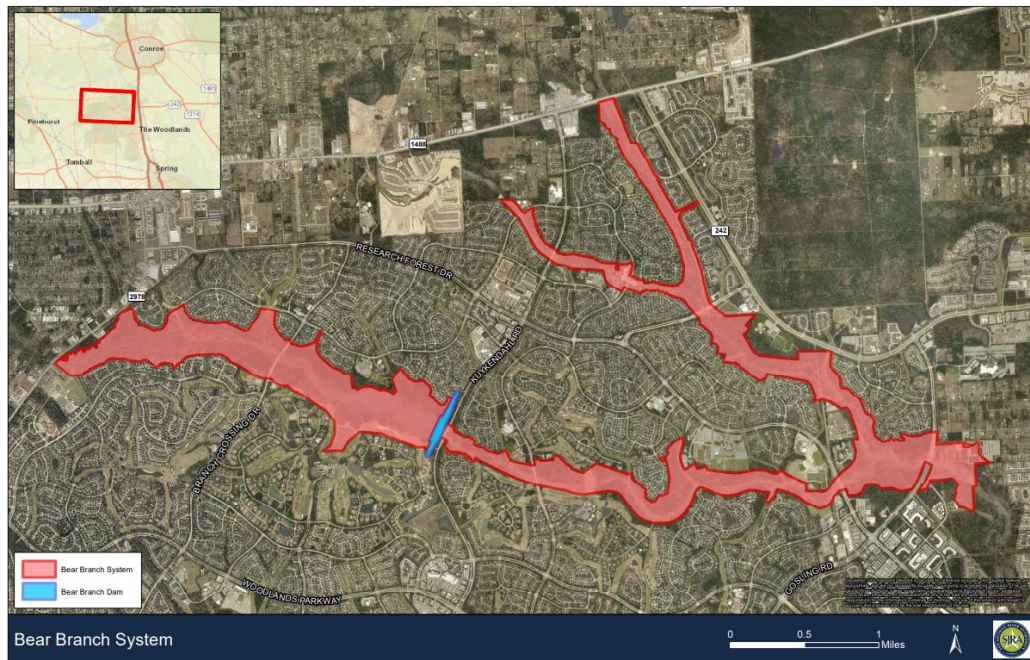 Conroe
1485
242
1314
Pinehurst
The Woodlands
Tomball
Spring
1488
242
RESEARCH FOREST DR
2978
KUYKENDAHL RD
BRANCH CROSSING DR
GOSLING RD
WOODLANDS PARKWAY
Bear Branch System
Bear Branch Dam
Bear Branch System
0 0.5 1
Miles
N
SJRA